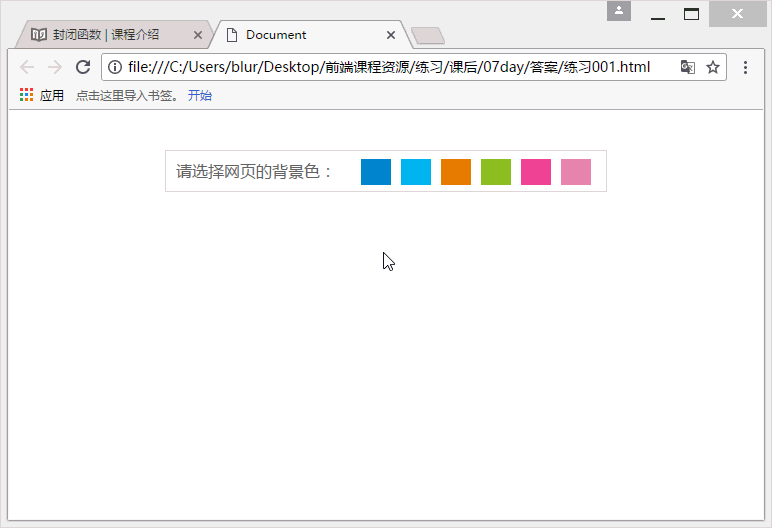 封闭函数 | 课程介绍
Document
file:///C:/Users/blur/Desktop/前端课程资源/练习/课后/07day/答案/练习001.html
应用 点击这里导入书签。 开始
请选择网页的背景色：